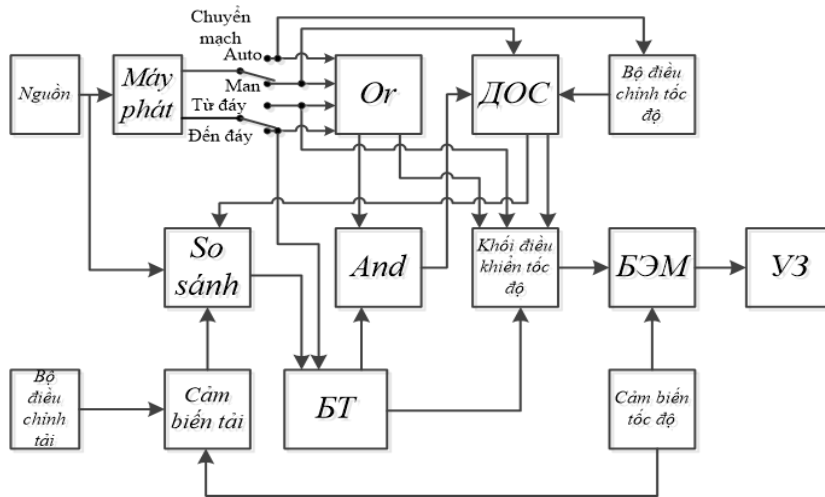 Chuyển
mạch
Auto
Man
Từ đáy
Đến đáy
Nguồn
Máy
phát
Or
ДОС
Bộ điều
chỉnh tốc
độ
So
sánh
And
Khối điều
khiển tốc
độ
БЭМ
УЗ
Bộ
điều
chỉnh
tải
Cảm
biến tải
БТ
Cảm biến
tốc độ